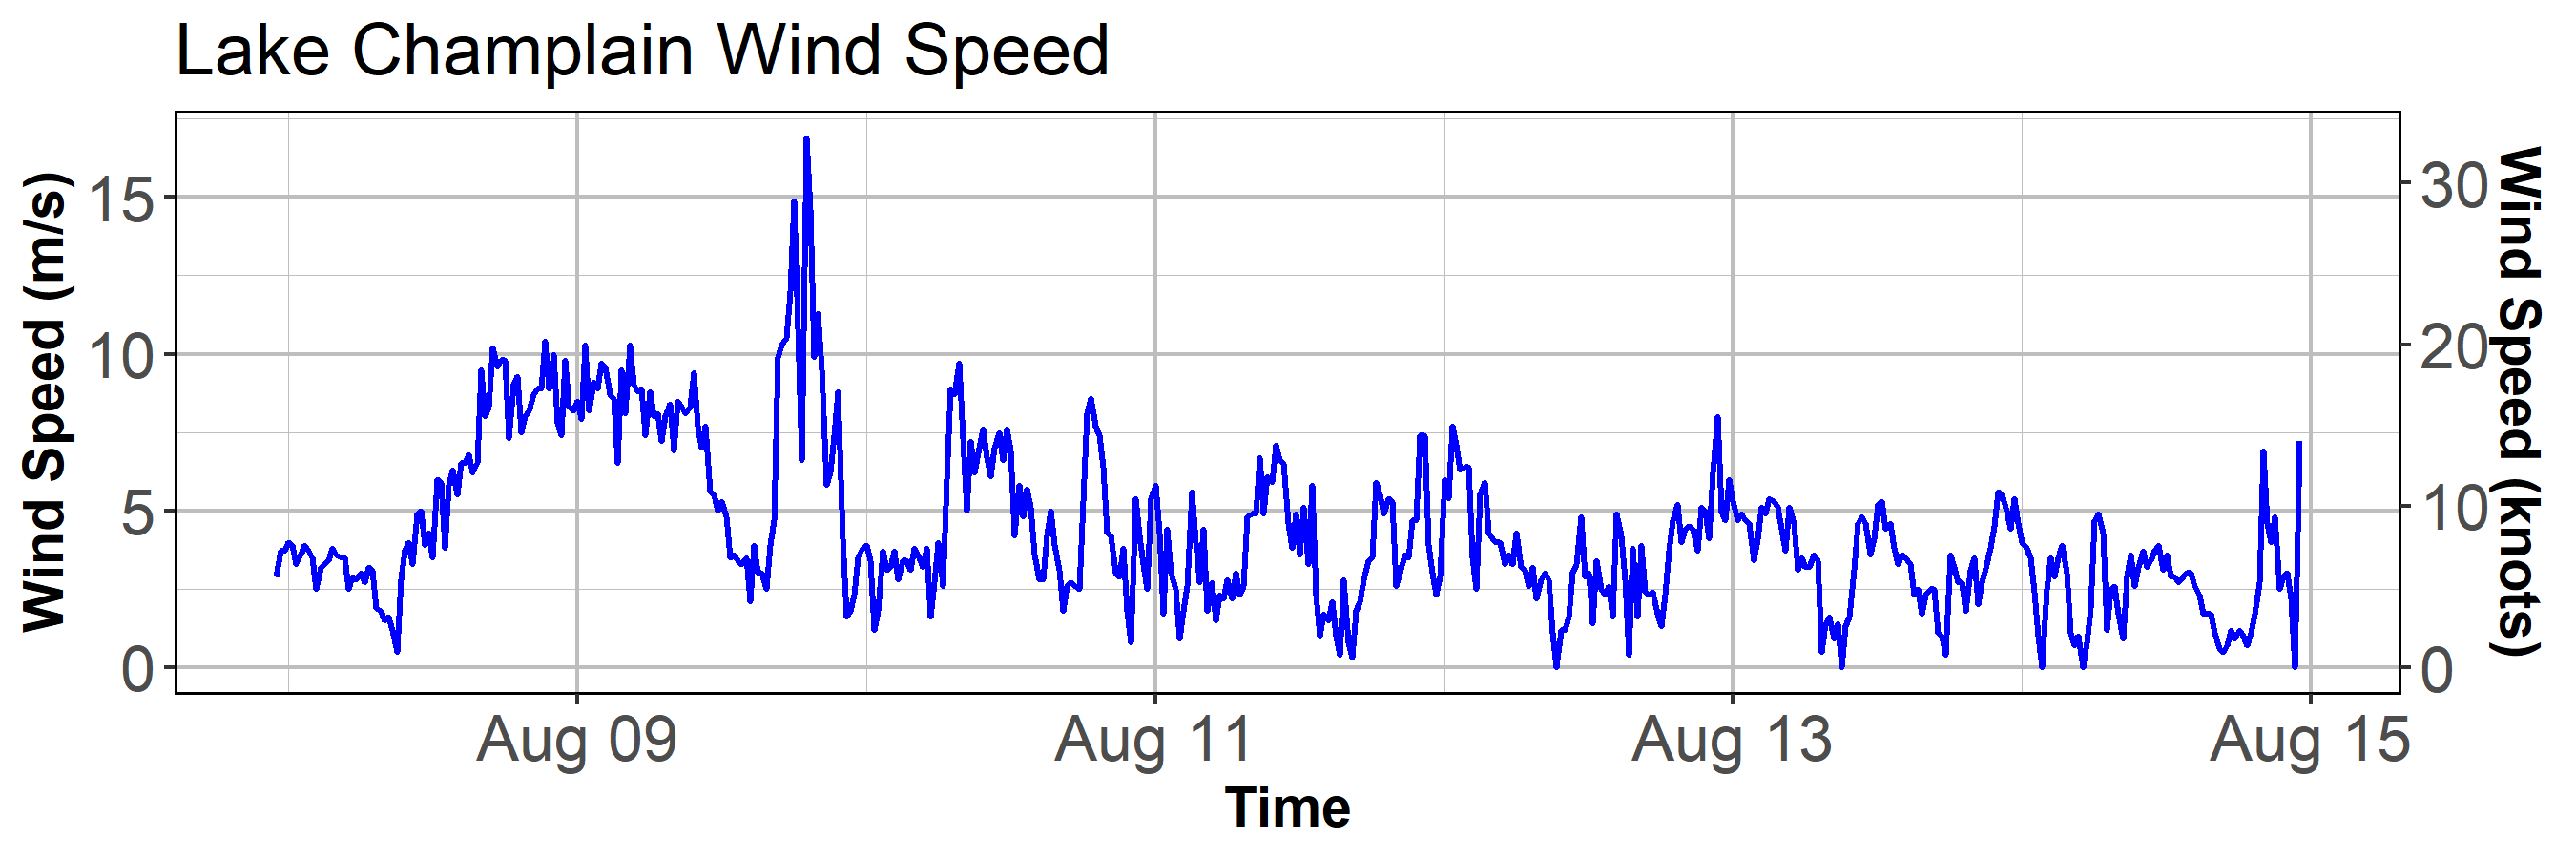 Lake Champlain Wind Speed
Wind Speed (m/s)
15
10
5
0
30
20
10
0
Wind Speed (knots)
Aug 09
Aug 11
Aug 13
Aug 15
Time